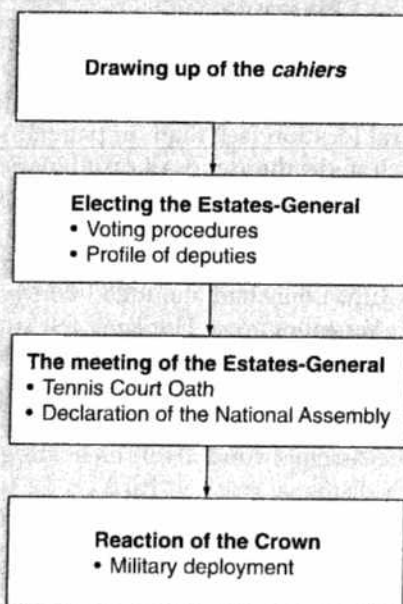 Drawing up of the cahiers
Electing the Estates-General
• Voting procedures
• Profile of deputies
The meeting of the Estates-General
• Tennis Court Oath
• Declaration of the National Assembly
Reaction of the Crown
• Military deployment